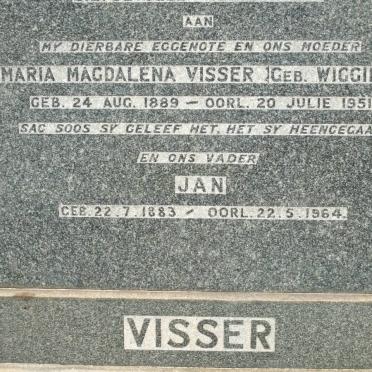 AAN
MY DIERBARE EGGENOTE EN ONS MOEDER
MARIA MAGDALENA VISSER (GEB. WIGGI
GEB. 24 AUG. 1889 – OORL. 20 JULIE 1951
SAG SOOS SY GELEEF HET, HET SY HEENGEGAA
EN ONS VADER
JAN
GEB. 22.7.1883 – OORL. 22.5.1964.
VISSER